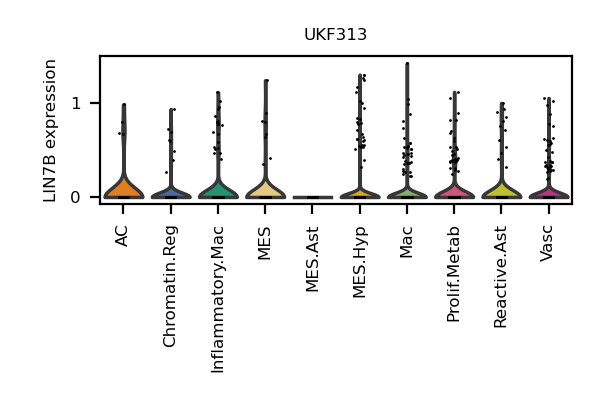 UKF313
LIN7B expression
1
0
AC
Chromatin.Reg
Inflammatory.Mac
MES
MES.Ast
MES.Hyp
Mac
Prolif.Metab
Reactive.Ast
Vasc